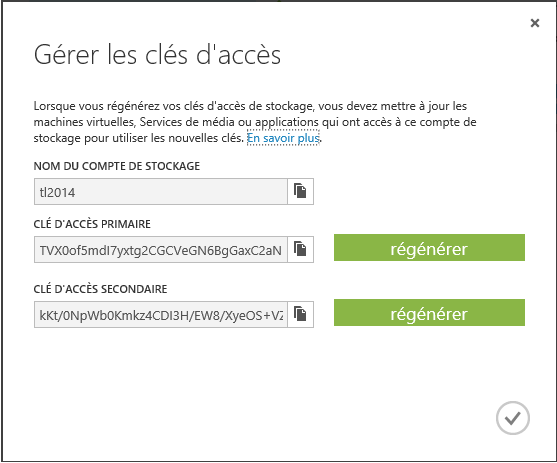 Gérer les clés d'accès
Lorsque vous régénérez vos clés d'accès de stockage, vous devez mettre à jour les
machines virtuelles, Services de média ou applications qui ont accès à ce compte de
stockage pour utiliser les nouvelles clés. En savoir plus.
NOM DU COMPTE DE STOCKAGE
tl2014
CLÉ D'ACCÈS PRIMAIRE
TVX0of5mdI7yxtg2CGCVeGN6BgGaxC2aN
régénérer
CLÉ D'ACCÈS SECONDAIRE
kKt/0NpWb0Kmkz4CDI3H/EW8/XyeOS+VZ
régénérer